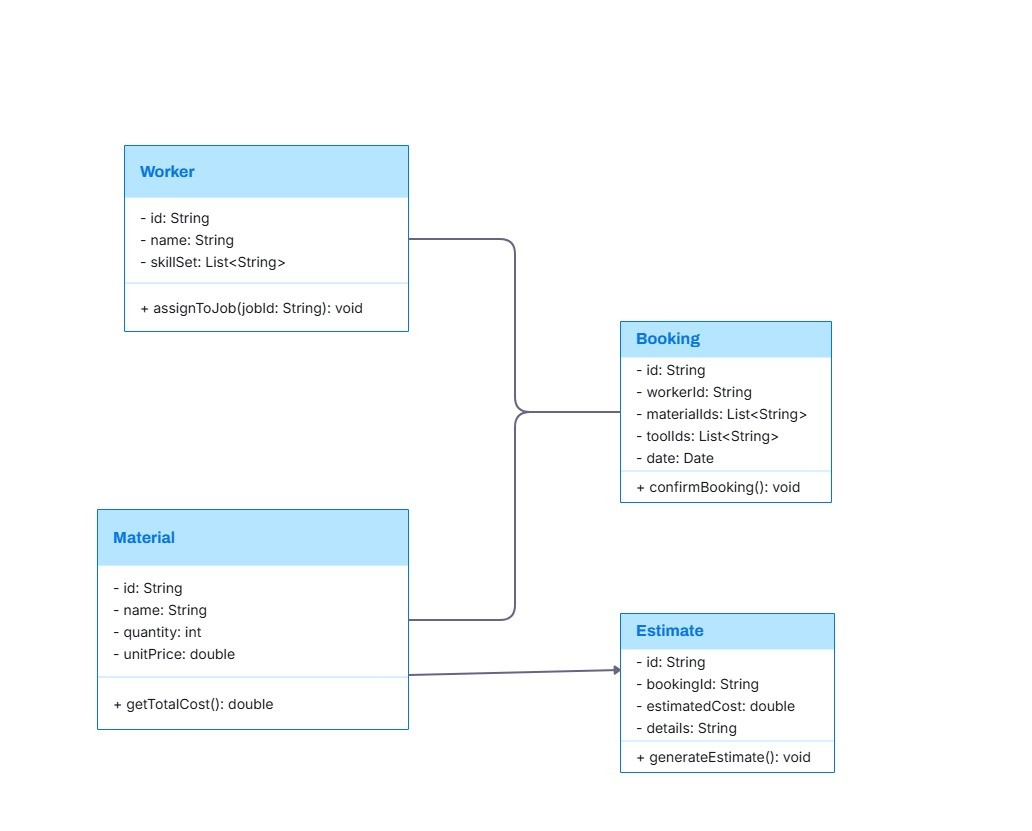 Worker
- id: String
- name: String
- skillSet: List<String>
+ assignToJob(jobId: String): void
Booking
- id: String
- workerId: String
- materialIds: List<String>
- toolIds: List<String>
- date: Date
+ confirmBooking(): void
Material
- id: String
- name: String
- quantity: int
- unitPrice: double
+ getTotalCost(): double
Estimate
- id: String
- bookingId: String
- estimatedCost: double
- details: String
+ generateEstimate(): void